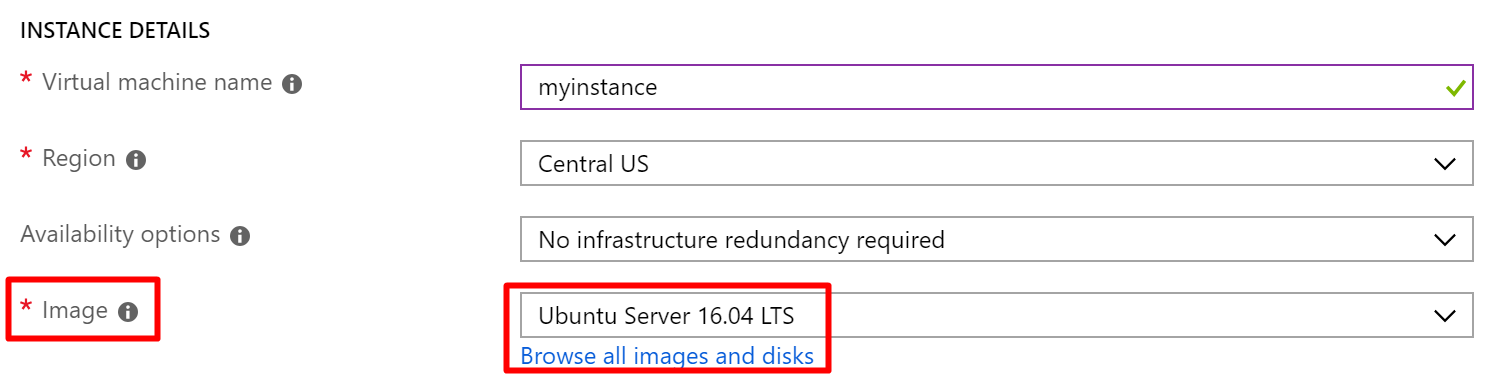 INSTANCE DETAILS
* Virtual machine name
myinstance
* Region
Central US
Availability options
No infrastructure redundancy required
* Image
Ubuntu Server 16.04 LTS
Browse all images and disks